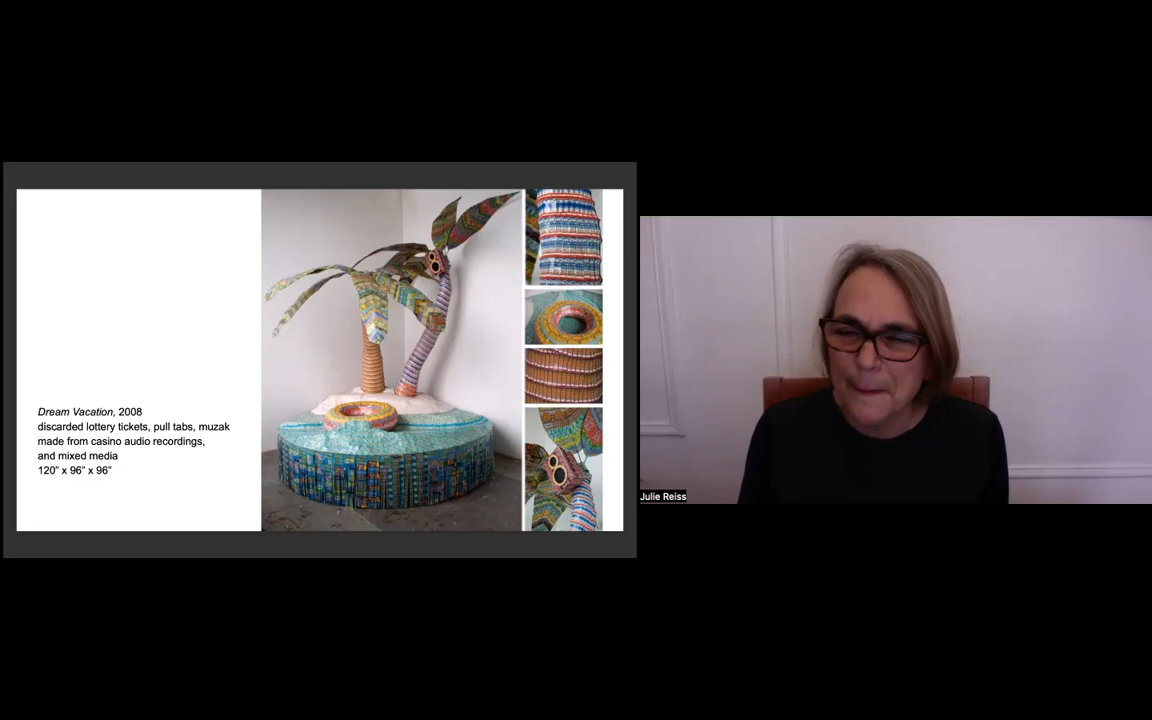 Dream Vacation, 2008
discarded lottery tickets, pull tabs, muzak
made from casino audio recordings,
and mixed media
120” x 96” x 96”
Julie Reiss